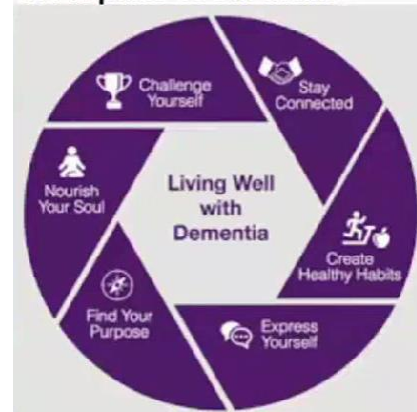 Challenge
Yourself
Stay
Connected
Create
Healthy Habits
Express
Yourself
Find Your
Purpose
Nourish
Your Soul
Living Well
with
Dementia